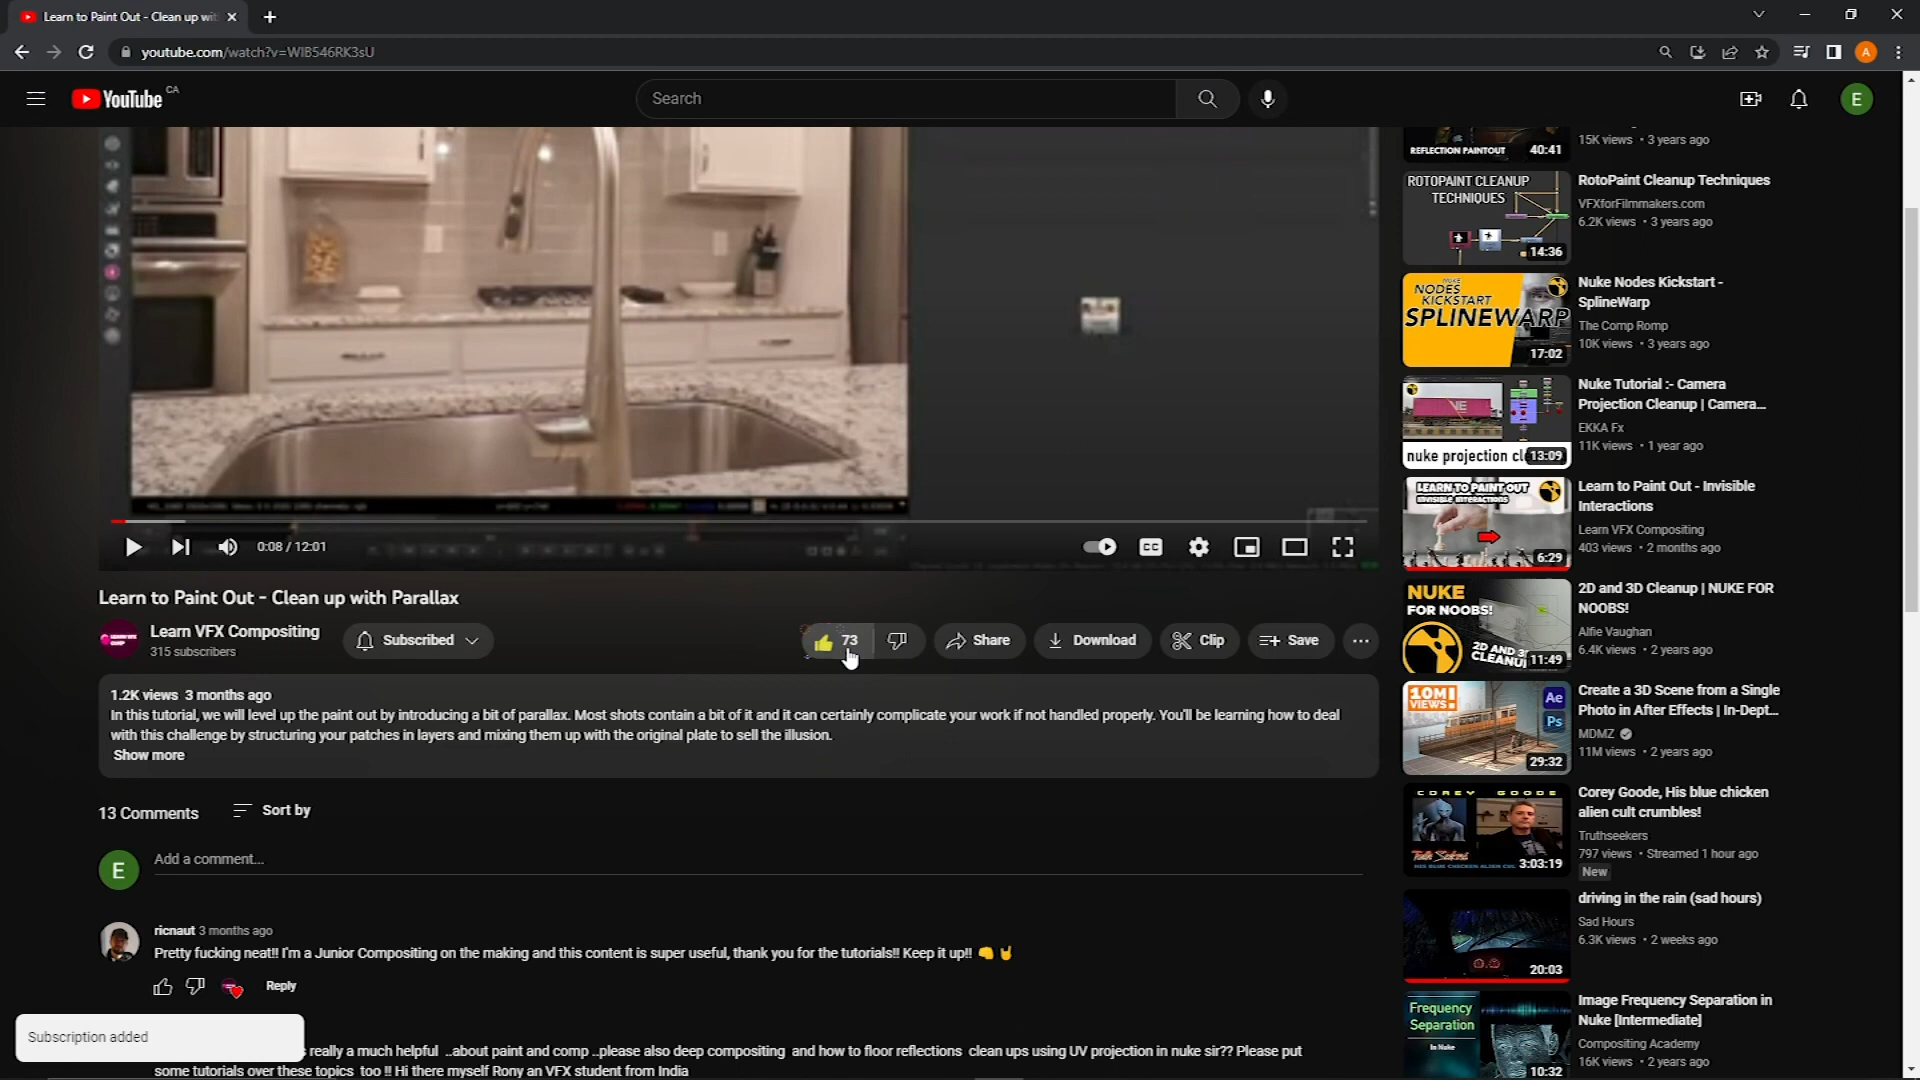 Learn to Paint Out - Clean up wit
youtube.com/watch?v=WIB546RK3sU
A
YouTube CA
Search
E
REFLECTION PAINTOUT
40:41
15K views • 3 years ago
ROTOPAINT CLEANUP
TECHNIQUES
14:36
RotoPaint Cleanup Techniques
VFXforFilmmakers.com
6.2K views • 3 years ago
NUKE
NODES
KICKSTART
SPLINEWARP
17:02
Nuke Nodes Kickstart -
SplineWarp
The Comp Romp
10K views • 3 years ago
nuke projection cl
13:09
Nuke Tutorial :- Camera
Projection Cleanup | Camera...
EKKA Fx
11K views • 1 year ago
LEARN TO PAINT OUT
INVISIBLE INTERACTIONS
6:29
Learn to Paint Out - Invisible
Interactions
Learn VFX Compositing
403 views • 2 months ago
NUKE
FOR NOOBS!
2D AND 3D
CLEANU
11:49
2D and 3D Cleanup | NUKE FOR
NOOBS!
Alfie Vaughan
6.4K views • 2 years ago
10M!
VIEWS!
Ae
Ps
29:32
Create a 3D Scene from a Single
Photo in After Effects | In-Dept...
MDMZ
11M views • 2 years ago
COREY GOODE
3:03:19
Corey Goode, His blue chicken
alien cult crumbles!
Truthseekers
797 views • Streamed 1 hour ago
New
20:03
driving in the rain (sad hours)
Sad Hours
6.3K views • 2 weeks ago
Frequency
Separation
In Nuke
10:32
Image Frequency Separation in
Nuke [Intermediate]
Compositing Academy
16K views • 2 years ago
0:08 / 12:01
CC
Learn to Paint Out - Clean up with Parallax
Learn VFX Compositing
315 subscribers
Subscribed
73
Share
Download
Clip
Save
1.2K views 3 months ago
In this tutorial, we will level up the paint out by introducing a bit of parallax. Most shots contain a bit of it and it can certainly complicate your work if not handled properly. You'll be learning how to deal
with this challenge by structuring your patches in layers and mixing them up with the original plate to sell the illusion.
Show more
13 Comments
Sort by
E
Add a comment...
ricnaut 3 months ago
Pretty fucking neat!! I'm a Junior Compositing on the making and this content is super useful, thank you for the tutorials!! Keep it up!! 👊 🤘
Reply
Subscription added
really a much helpful ..about paint and comp ..please also deep compositing and how to floor reflections clean ups using UV projection in nuke sir?? Please put
some tutorials over these topics too !! Hi there myself Rony an VFX student from India